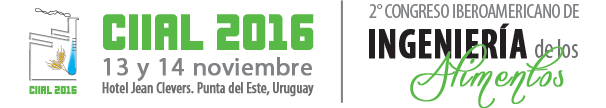 CIIAL 2016
CIIAL 2016
13 y 14 noviembre
Hotel Jean Clevers. Punta del Este, Uruguay
2° CONGRESO IBEROAMERICANO DE
INGENIERÍA de los
Alimentos